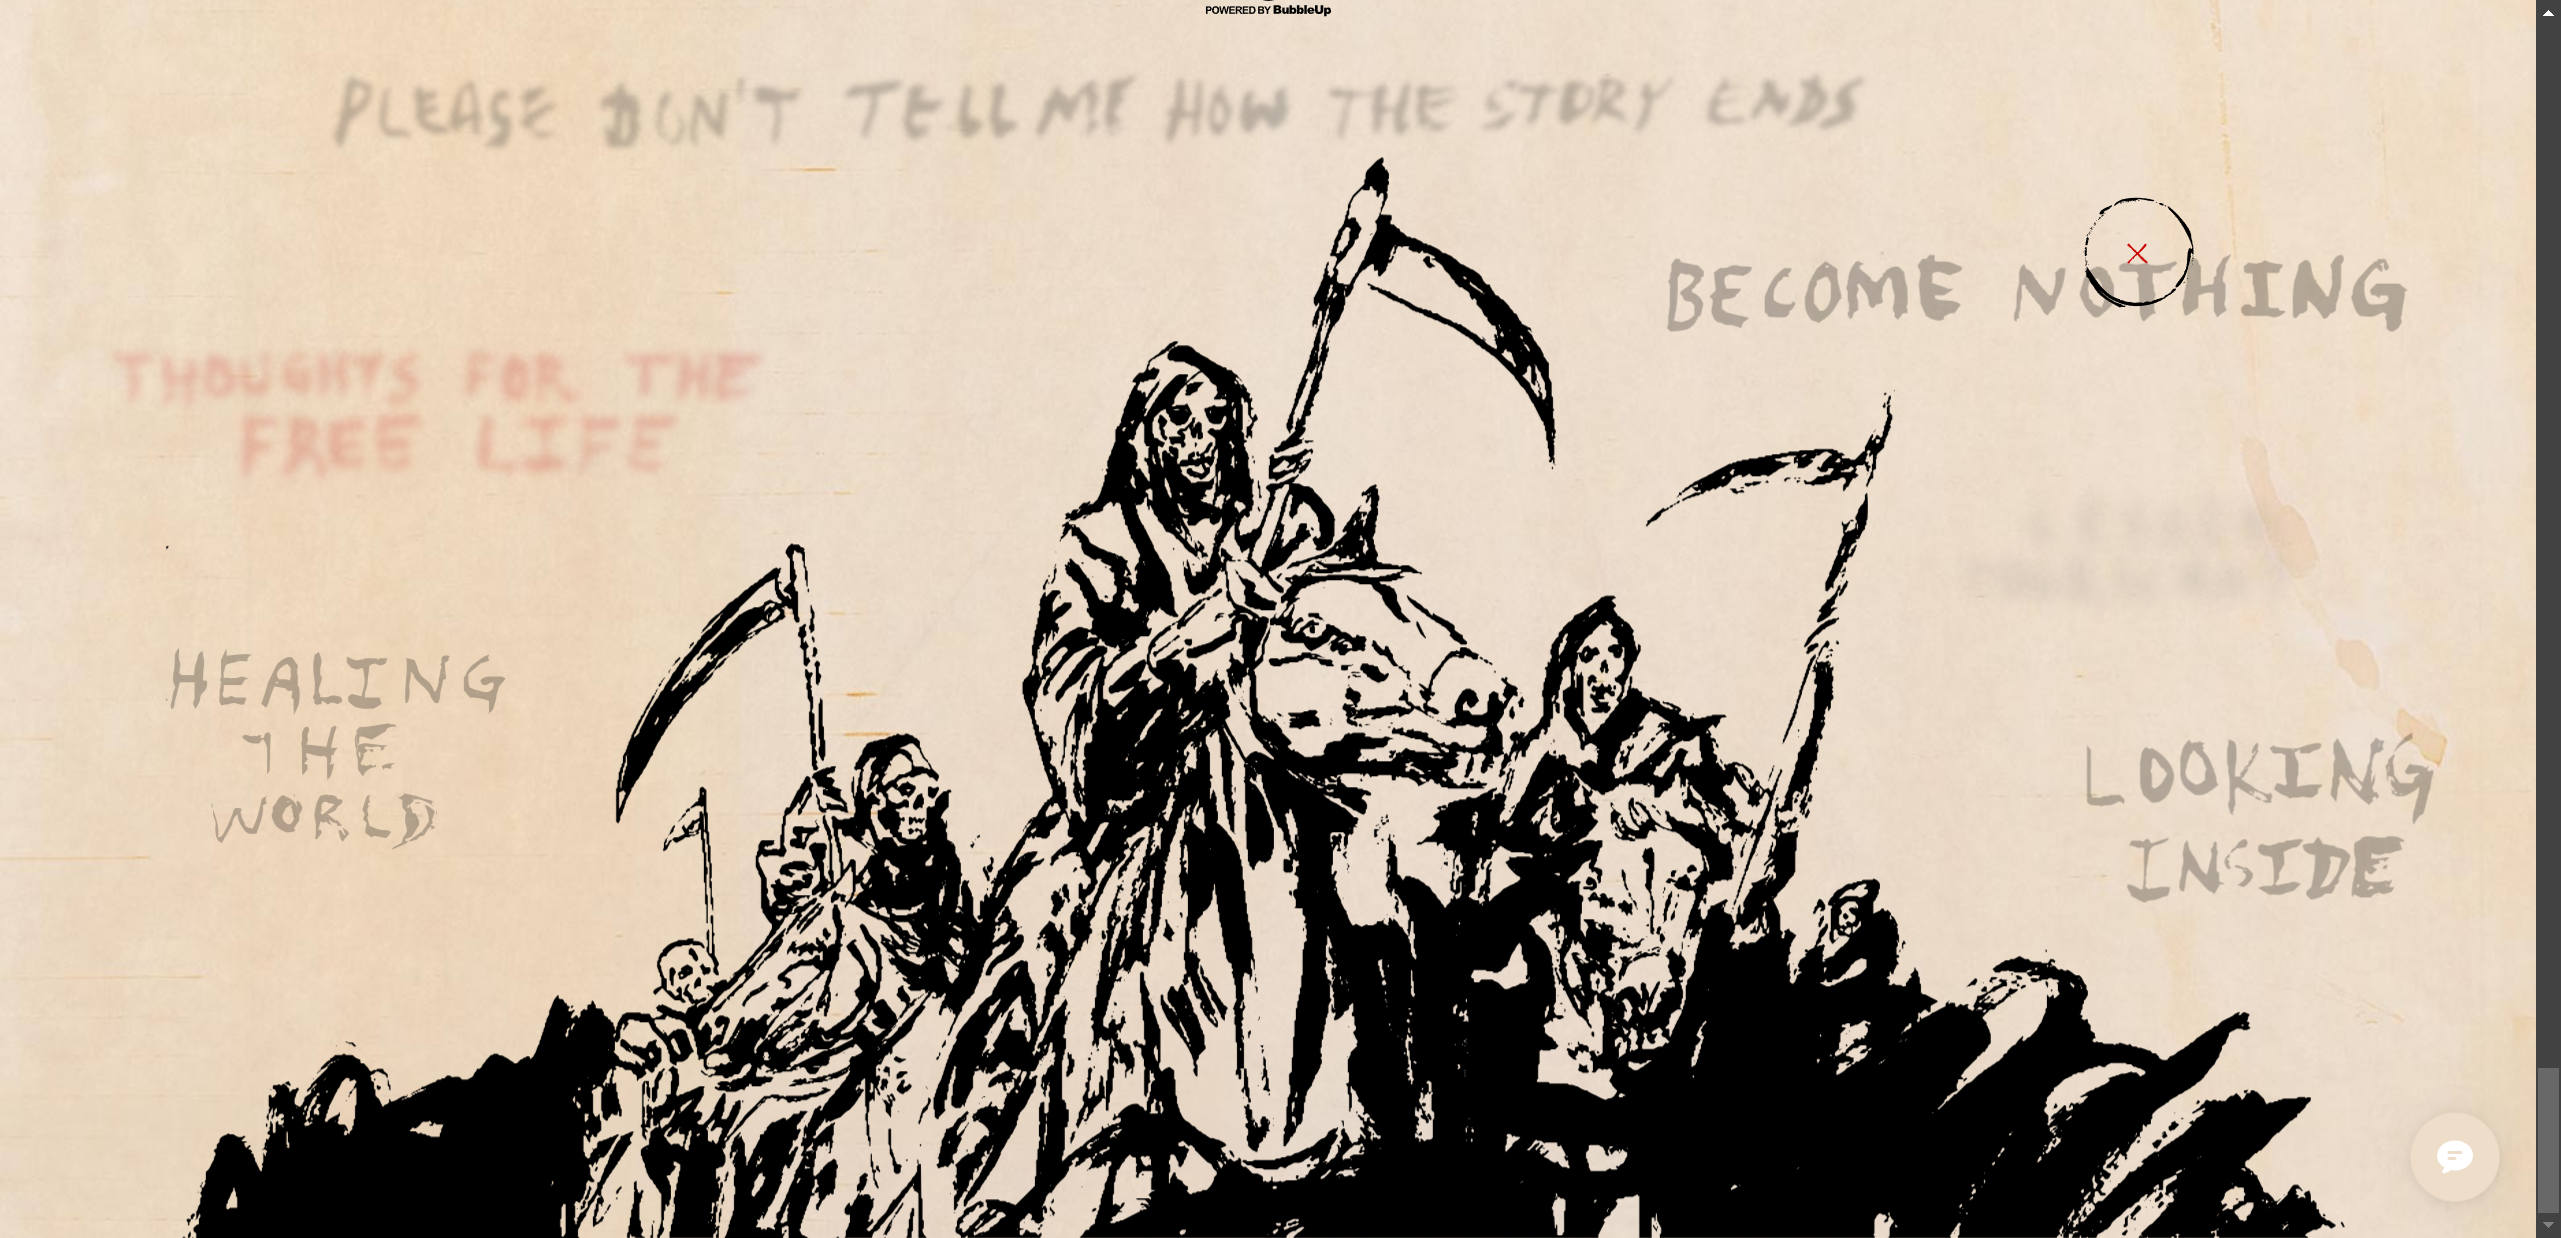 POWERED BY BubbleUp
PLEASE DON'T TELL ME HOW THE STORY ENDS
BECOME NOTHING
THOUGHTS FOR THE
FREE LIFE
HEALING
THE
WORLD
LOOKING
INSIDE